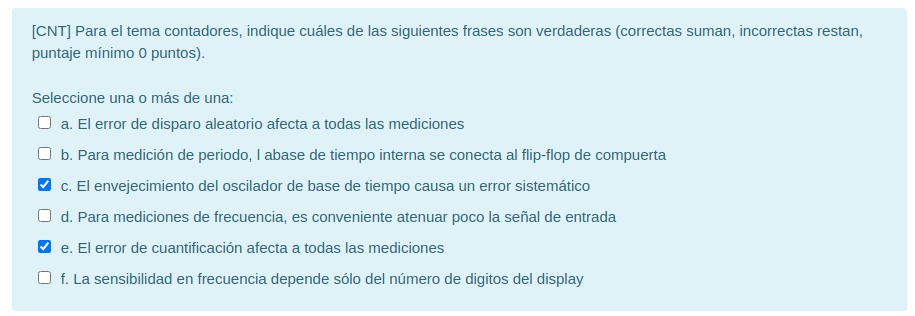 [CNT] Para el tema contadores, indique cuáles de las siguientes frases son verdaderas (correctas suman, incorrectas restan,
puntaje mínimo 0 puntos).
Seleccione una o más de una:
a. El error de disparo aleatorio afecta a todas las mediciones
b. Para medición de periodo, l abase de tiempo interna se conecta al flip-flop de compuerta
c. El envejecimiento del oscilador de base de tiempo causa un error sistemático
d. Para mediciones de frecuencia, es conveniente atenuar poco la señal de entrada
e. El error de cuantificación afecta a todas las mediciones
f. La sensibilidad en frecuencia depende sólo del número de digitos del display